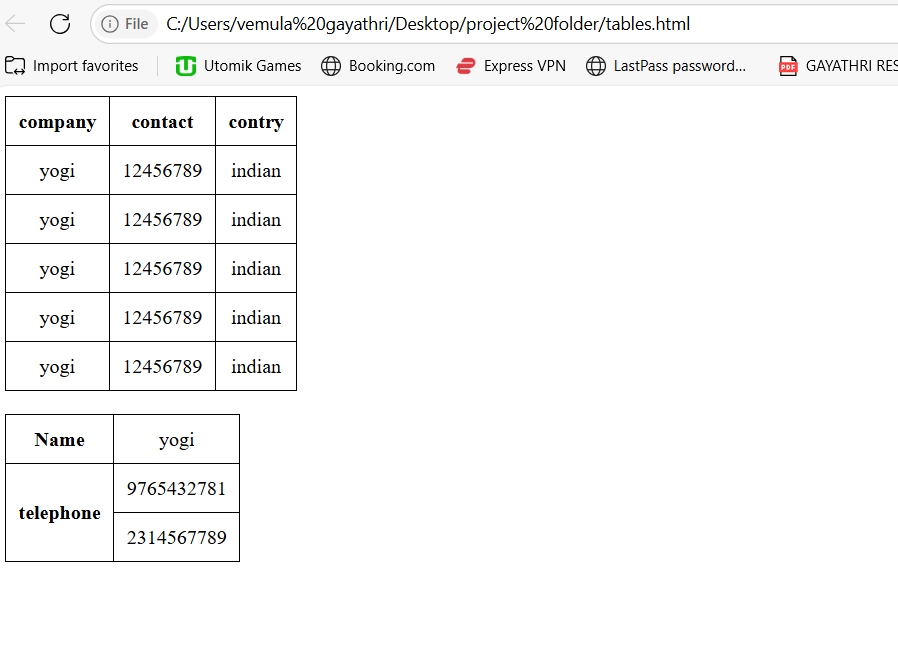 File C:/Users/vemula%20gayathri/Desktop/project%20folder/tables.html
Import favorites Utomik Games Booking.com Express VPN LastPass password... PDF GAYATHRI RES
company contact contry
yogi 12456789 indian
yogi 12456789 indian
yogi 12456789 indian
yogi 12456789 indian
yogi 12456789 indian
Name yogi
telephone 9765432781
2314567789